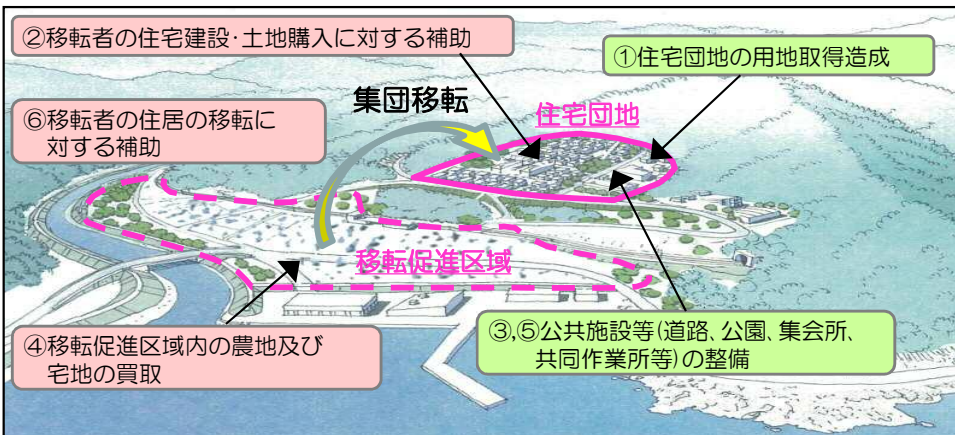 ②移転者の住宅建設・土地購入に対する補助
①住宅団地の用地取得造成
集団移転
住宅団地
⑥移転者の住居の移転に
対する補助
移転促進区域
④移転促進区域内の農地及び
宅地の買取
③,⑤公共施設等(道路、公園、集会所、
共同作業所等)の整備